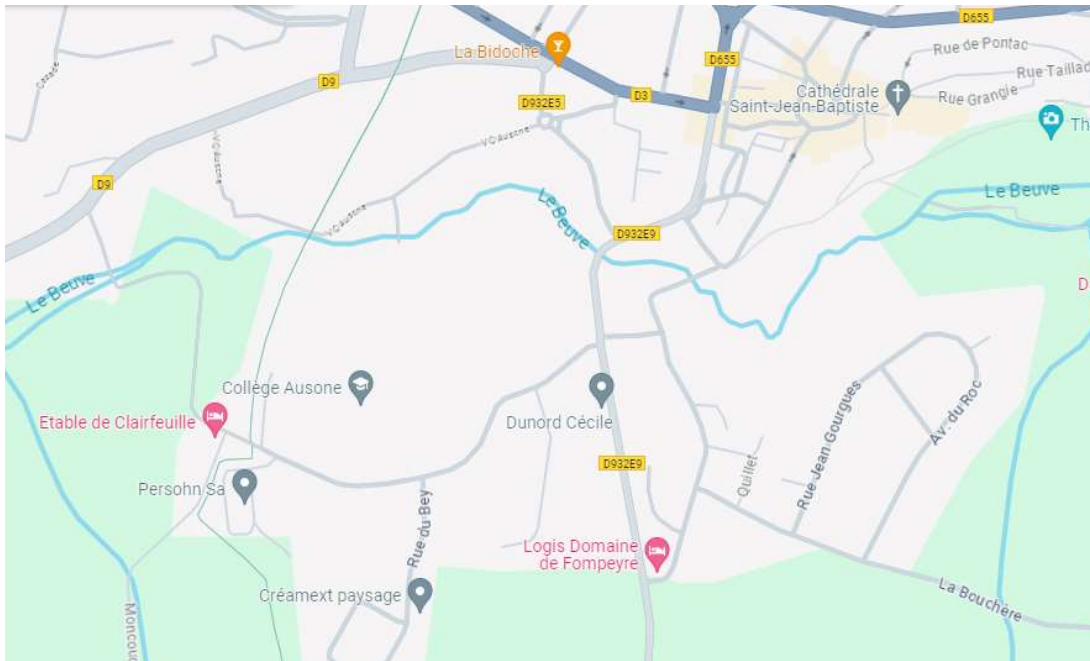 D655
Rue de Pontac
La Bidoche
D655
Rue Taillad
D9
Cathédrale
Saint-Jean-Baptiste
Rue Grangie
D932E5
D3
Casade
VC Ausone
VC Ausone
Th
D9
Le Beuve
Le Beuve
VC Ausone
D932E9
Le Beuve
D
Collège Ausone
Etable de Clairfeuille
Dunord Cécile
Rue Jean Gourgues
Av. du Roc
D932E9
Quillet
Persohn Sa
Rue du Bey
Logis Domaine
de Fompeyre
Créamext paysage
La Bouchère
Moncou